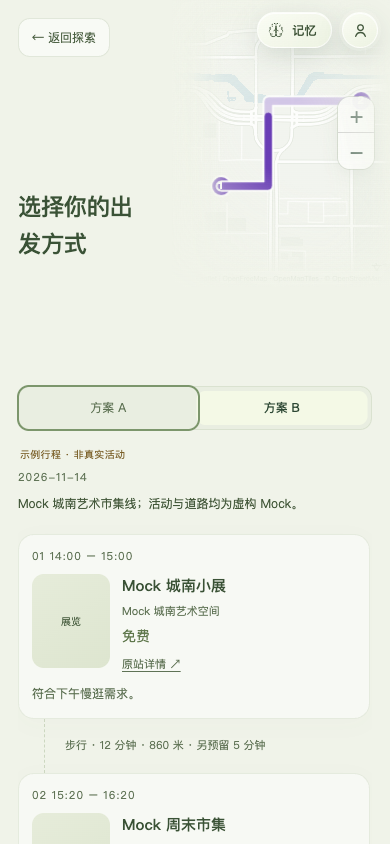 ← 返回探索
记忆
+
−
选择你的出
发方式
方案 A
方案 B
示例行程 · 非真实活动
2026-11-14
Mock 城南艺术市集线；活动与道路均为虚构 Mock。
01 14:00 — 15:00
展览
Mock 城南小展
Mock 城南艺术空间
免费
原站详情 ↗
符合下午慢逛需求。
步行 · 12 分钟 · 860 米 · 另预留 5 分钟
02 15:20 — 16:20
Mock 周末市集